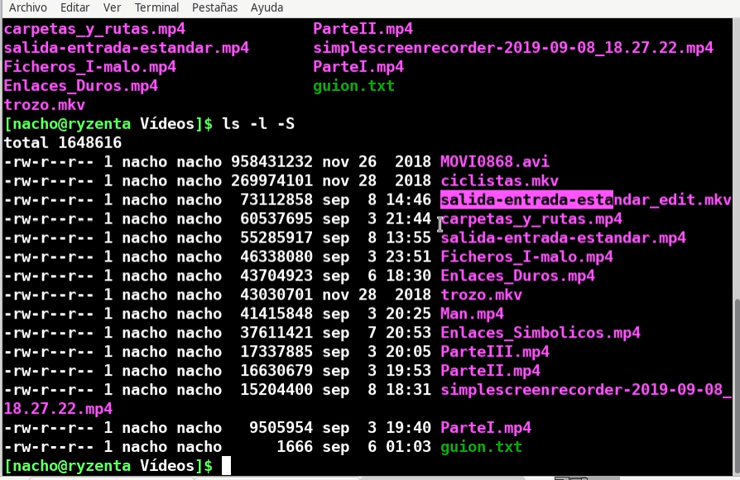 Archivo Editar Ver Terminal Pestañas Ayuda
carpetas_y_rutas.mp4 ParteII.mp4
salida-entrada-estandar.mp4 simplescreenrecorder-2019-09-08_18.27.22.mp4
Ficheros_I-malo.mp4 ParteI.mp4
Enlaces_Duros.mp4 guion.txt
trozo.mkv
[nacho@ryzenta Vídeos]$ ls -l -S
total 1648616
-rw-r--r-- 1 nacho nacho 958431232 nov 26 2018 MOVI0868.avi
-rw-r--r-- 1 nacho nacho 269974101 nov 28 2018 ciclistas.mkv
-rw-r--r-- 1 nacho nacho 73112858 sep 8 14:46 salida-entrada-estandar_edit.mkv
-rw-r--r-- 1 nacho nacho 60537695 sep 3 21:44 carpetas_y_rutas.mp4
-rw-r--r-- 1 nacho nacho 55285917 sep 8 13:55 salida-entrada-estandar.mp4
-rw-r--r-- 1 nacho nacho 46338080 sep 3 23:51 Ficheros_I-malo.mp4
-rw-r--r-- 1 nacho nacho 43704923 sep 6 18:30 Enlaces_Duros.mp4
-rw-r--r-- 1 nacho nacho 43030701 nov 28 2018 trozo.mkv
-rw-r--r-- 1 nacho nacho 41415848 sep 3 20:25 Man.mp4
-rw-r--r-- 1 nacho nacho 37611421 sep 7 20:53 Enlaces_Simbolicos.mp4
-rw-r--r-- 1 nacho nacho 17337885 sep 3 20:05 ParteIII.mp4
-rw-r--r-- 1 nacho nacho 16630679 sep 3 19:53 ParteII.mp4
-rw-r--r-- 1 nacho nacho 15204400 sep 8 18:31 simplescreenrecorder-2019-09-08_
18.27.22.mp4
-rw-r--r-- 1 nacho nacho 9505954 sep 3 19:40 ParteI.mp4
-rw-r--r-- 1 nacho nacho 1666 sep 6 01:03 guion.txt
[nacho@ryzenta Vídeos]$